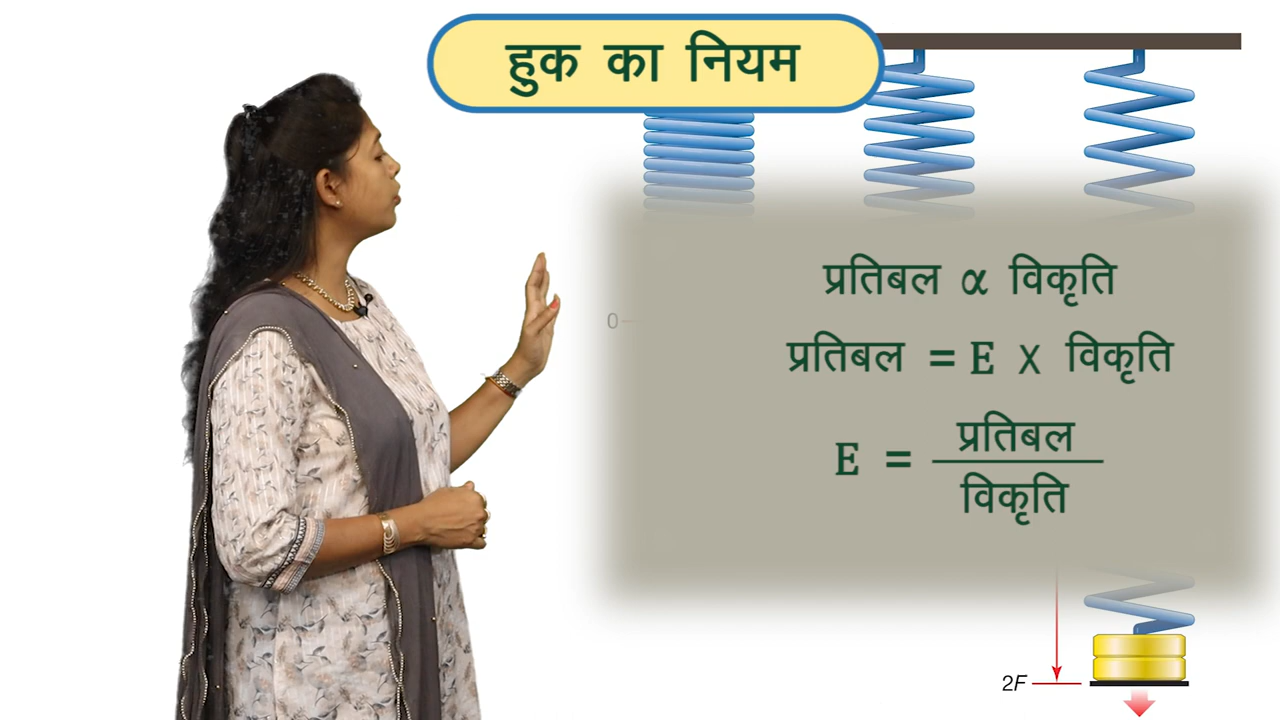 हुक का नियम
0
प्रतिबल α विकृति
प्रतिबल = E x विकृति
E = प्रतिबल
विकृति
2F